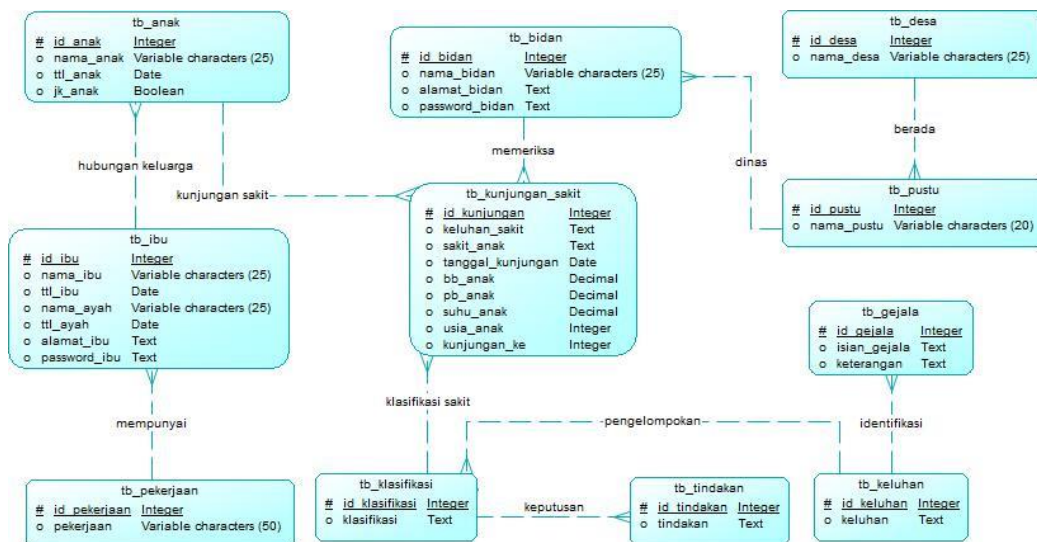 tb_anak
# id_anak Integer
o nama_anak Variable characters (25)
o ttl_anak Date
o jk_anak Boolean
tb_bidan
# id_bidan Integer
o nama_bidan Variable characters (25)
o alamat_bidan Text
o password_bidan Text
tb_desa
# id_desa Integer
o nama_desa Variable characters (25)
hubungan keluarga
kunjungan sakit
memeriksa
dinas
berada
tb_kunjungan_sakit
# id_kunjungan Integer
o keluhan_sakit Text
o sakit_anak Text
o tanggal_kunjungan Date
o bb_anak Decimal
o pb_anak Decimal
o suhu_anak Decimal
o usia_anak Integer
o kunjungan_ke Integer
tb_pustu
# id_pustu Integer
o nama_pustu Variable characters (20)
tb_ibu
# id_ibu Integer
o nama_ibu Variable characters (25)
o ttl_ibu Date
o nama_ayah Variable characters (25)
o ttl_ayah Date
o alamat_ibu Text
o password_ibu Text
tb_gejala
# id_gejala Integer
o isian_gejala Text
o keterangan Text
mempunyai
klasifikasi sakit
pengelompokan
identifikasi
tb_pekerjaan
# id_pekerjaan Integer
o pekerjaan Variable characters (50)
tb_klasifikasi
# id_klasifikasi Integer
o klasifikasi Text
keputusan
tb_tindakan
# id_tindakan Integer
o tindakan Text
tb_keluhan
# id_keluhan Integer
o keluhan Text